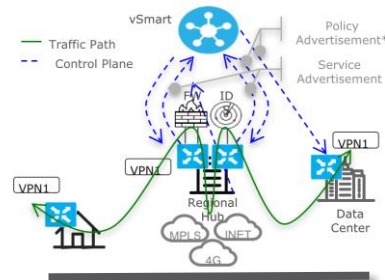 vSmart
Policy
Advertisement*
Traffic Path
Control Plane
Service
Advertisement
FW
ID
S
VPN1
VPN1
VPN1
Regional
Hub
Data
Center
MPLS
INET
4G